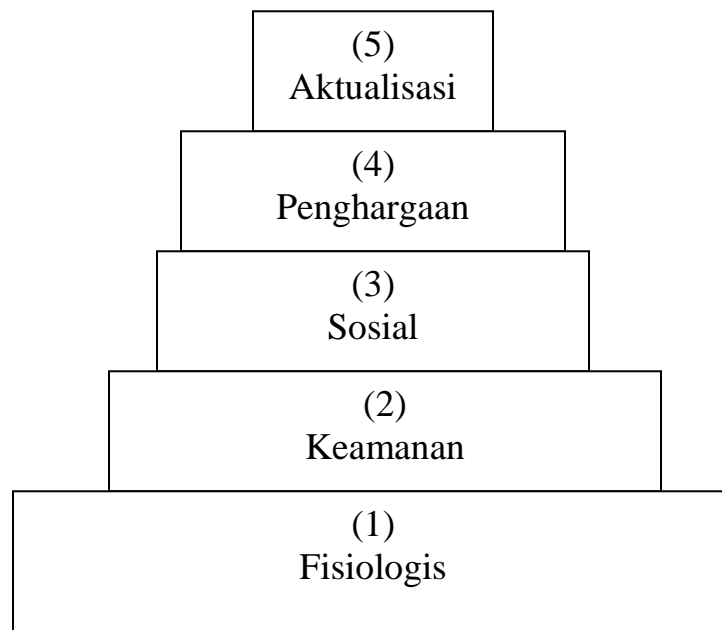 (5)
Aktualisasi
(4)
Penghargaan
(3)
Sosial
(2)
Keamanan
(1)
Fisiologis